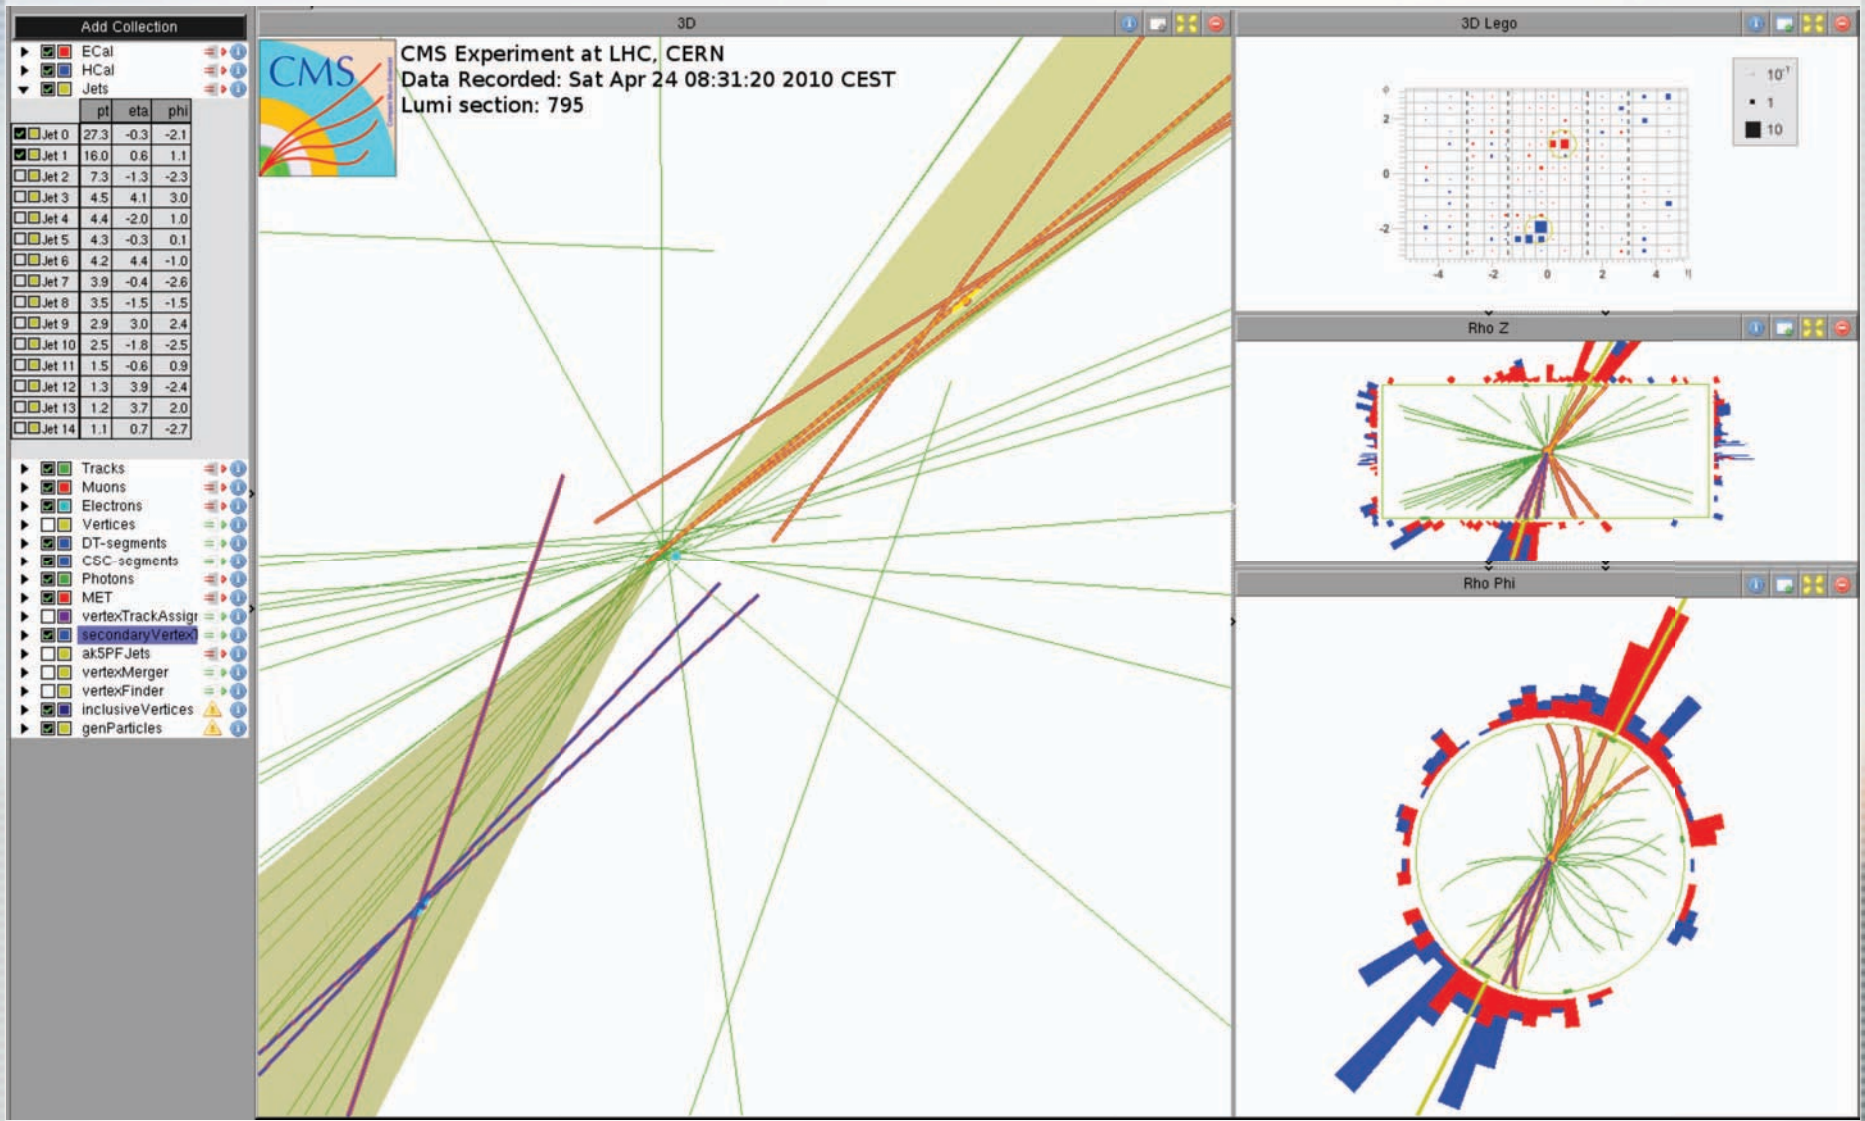 Add Collection
ECal
HCal
Jets
pt eta phi
Jet 0 27.3 -0.3 -2.1
Jet 1 16.0 0.6 1.1
Jet 2 7.3 -1.3 -2.3
Jet 3 4.5 4.1 3.0
Jet 4 4.4 -2.0 1.0
Jet 5 4.3 -0.3 0.1
Jet 6 4.2 4.4 -1.0
Jet 7 3.9 -0.4 -2.6
Jet 8 3.5 -1.5 -1.5
Jet 9 2.9 3.0 2.4
Jet 10 2.5 -1.8 -2.5
Jet 11 1.5 -0.6 0.9
Jet 12 1.3 3.9 -2.4
Jet 13 1.2 3.7 2.0
Jet 14 1.1 0.7 -2.7
Tracks
Muons
Electrons
Vertices
DT-segments
CSC-segments
Photons
MET
vertexTrackAssigr
secondaryVertexT
ak5PFJets
vertexMerger
vertexFinder
inclusiveVertices
genParticles
3D
CMS
CMS Experiment at LHC, CERN
Data Recorded: Sat Apr 24 08:31:20 2010 CEST
Lumi section: 795
3D Lego
10⁻¹
1
10
2
0
-2
-4 -2 0 2 4 η
Rho Z
Rho Phi